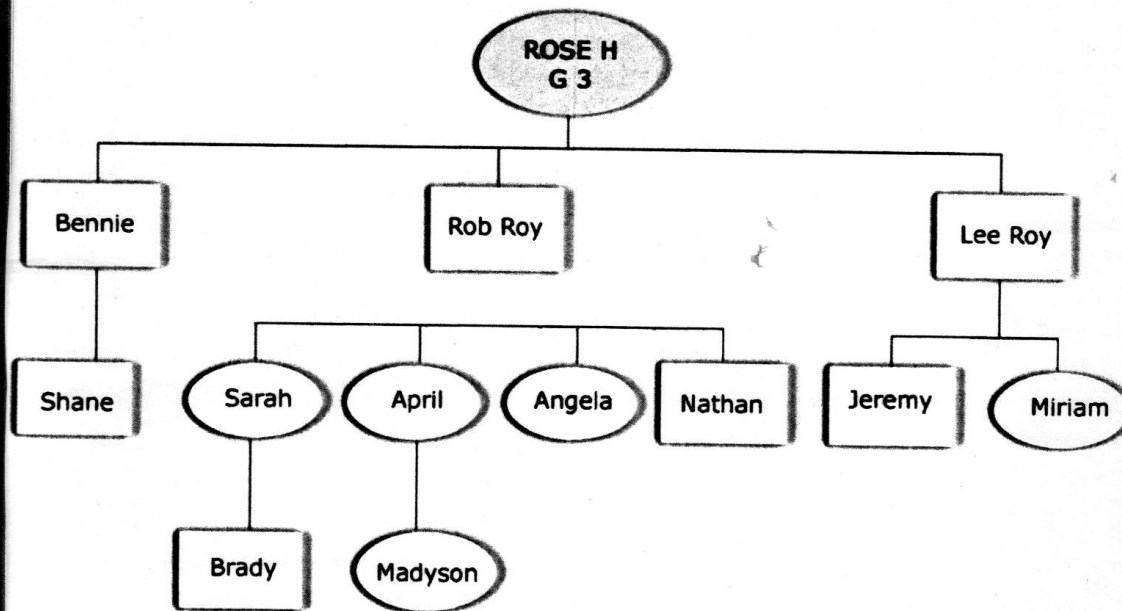 ROSE H
G 3
Bennie
Rob Roy
Lee Roy
Shane
Sarah
April
Angela
Nathan
Jeremy
Miriam
Brady
Madyson